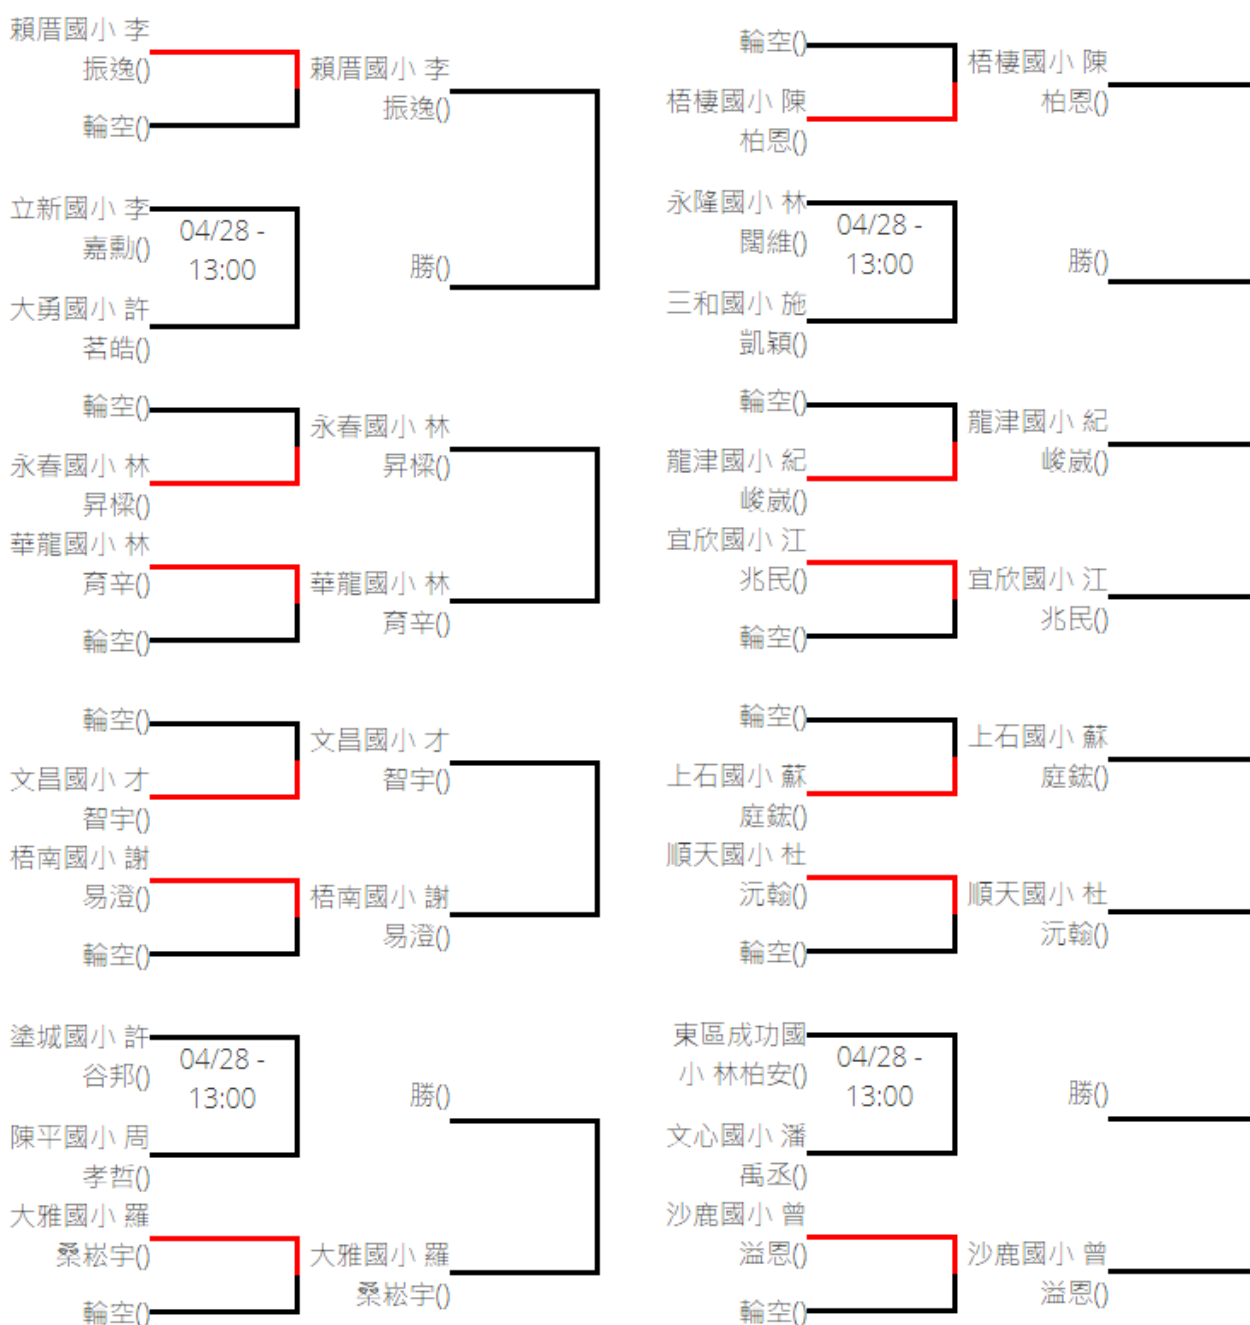 賴厝國小 李
振逸()
輪空()
賴厝國小 李
振逸()
立新國小 李
嘉勳()
04/28 -
13:00
大勇國小 許
茗皓()
勝()
輪空()
永春國小 林
昇樑()
永春國小 林
昇樑()
華龍國小 林
育辛()
輪空()
華龍國小 林
育辛()
輪空()
文昌國小 才
智宇()
文昌國小 才
智宇()
梧南國小 謝
易澄()
輪空()
梧南國小 謝
易澄()
塗城國小 許
谷邦()
04/28 -
13:00
陳平國小 周
孝哲()
勝()
大雅國小 羅
桑崧宇()
輪空()
大雅國小 羅
桑崧宇()
輪空()
梧棲國小 陳
柏恩()
梧棲國小 陳
柏恩()
永隆國小 林
闊維()
04/28 -
13:00
三和國小 施
凱穎()
勝()
輪空()
龍津國小 紀
峻崴()
龍津國小 紀
峻崴()
宜欣國小 江
兆民()
輪空()
宜欣國小 江
兆民()
輪空()
上石國小 蘇
庭鋐()
上石國小 蘇
庭鋐()
順天國小 杜
沅翰()
輪空()
順天國小 杜
沅翰()
東區成功國
小 林柏安()
04/28 -
13:00
文心國小 潘
禹丞()
勝()
沙鹿國小 曾
溢恩()
輪空()
沙鹿國小 曾
溢恩()